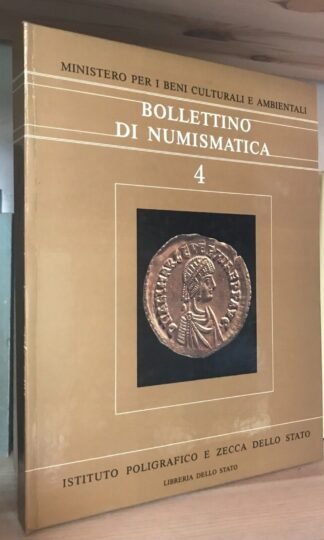 MINISTERO PER I BENI CULTURALI E AMBIENTALI
BOLLETTINO
DI NUMISMATICA
4
ISTITUTO POLIGRAFICO E ZECCA DELLO STATO
LIBRERIA DELLO STATO